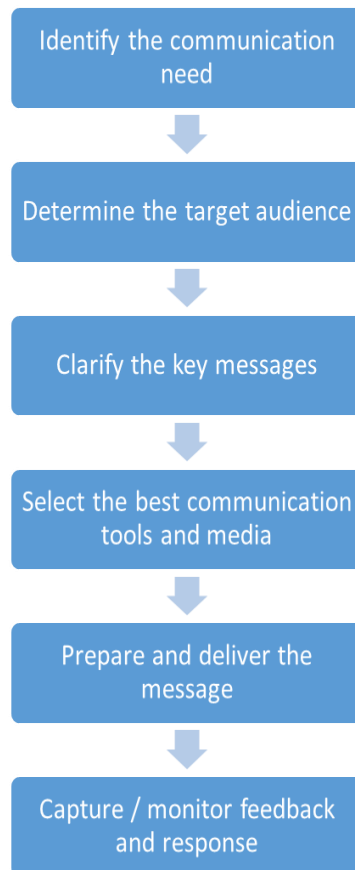 Identify the communication
need
Determine the target audience
Clarify the key messages
Select the best communication
tools and media
Prepare and deliver the
message
Capture / monitor feedback
and response